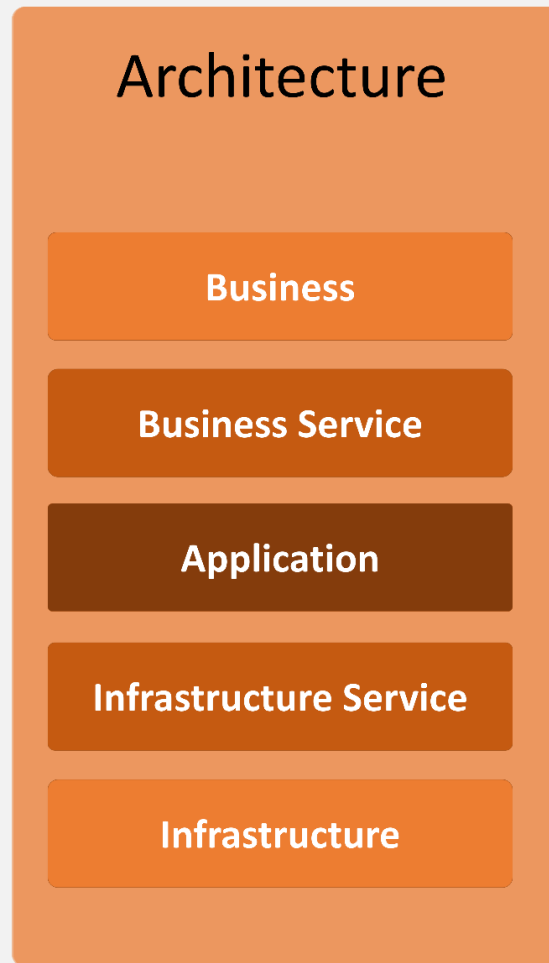 Architecture
Business
Business Service
Application
Infrastructure Service
Infrastructure